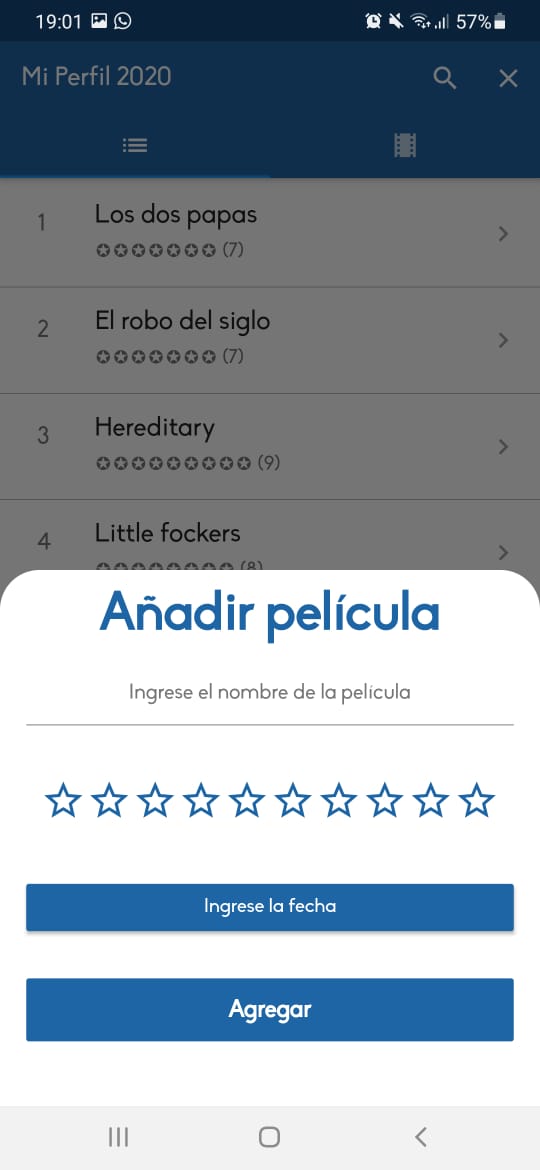 19:01 57%
Mi Perfil 2020
1 Los dos papas
(7)
2 El robo del siglo
(7)
3 Hereditary
(9)
4 Little fockers
(8)
Añadir película
Ingrese el nombre de la película
Ingrese la fecha
Agregar